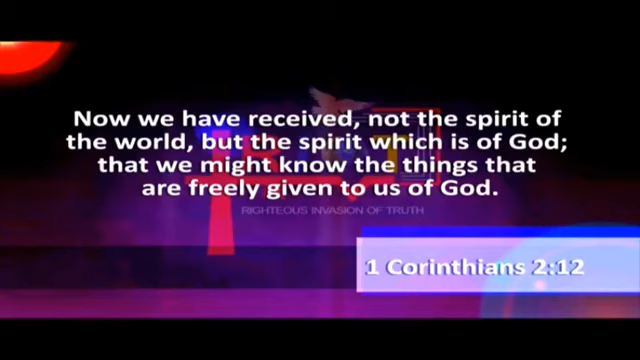 Now we have received, not the spirit of
the world, but the spirit which is of God;
that we might know the things that
are freely given to us of God.
RIGHTEOUS INVASION OF TRUTH
1 Corinthians 2:12